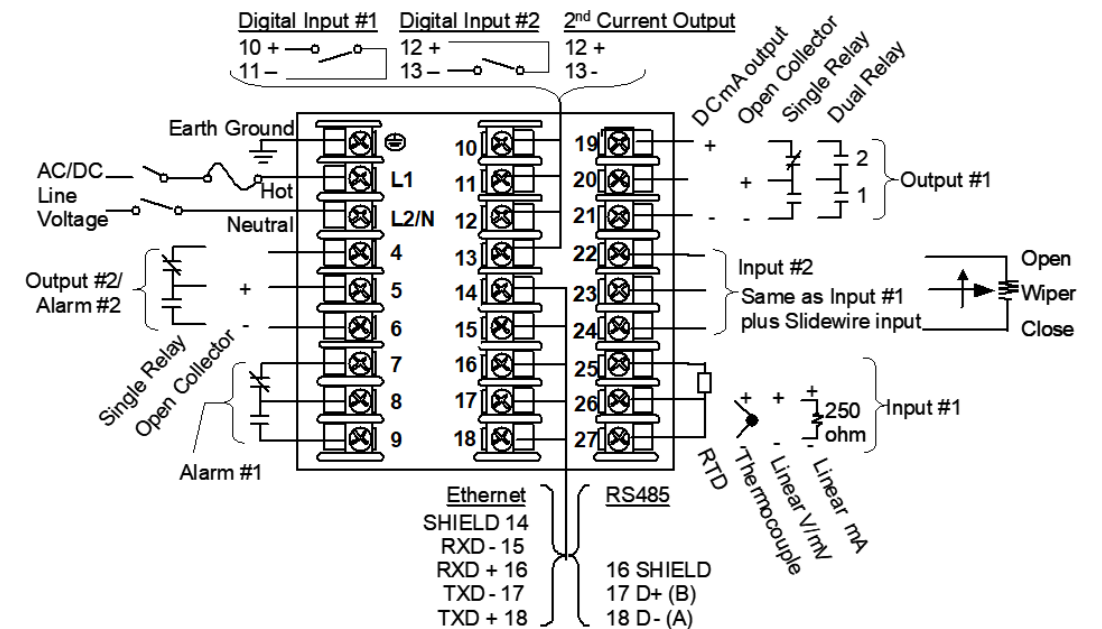 Digital Input #1
10 +
11 –
Digital Input #2
12 +
13 –
2nd Current Output
12 +
13 -
DC mA output
Open Collector
Single Relay
Dual Relay
Earth Ground
AC/DC
Line
Voltage
Hot
Neutral
L1
L2/N
4
5
6
7
8
9
10
11
12
13
14
15
16
17
18
19
20
21
22
23
24
25
26
27
+
-
+
-
2
1
Output #1
Output #2/
Alarm #2
+
-
Single Relay
Open Collector
Alarm #1
Input #2
Same as Input #1
plus Slidewire input
Open
Wiper
Close
+
+
-
+
250
ohm
-
Input #1
RTD
Thermocouple
Linear V/mV
Linear mA
Ethernet
SHIELD 14
RXD - 15
RXD + 16
TXD - 17
TXD + 18
RS485
16 SHIELD
17 D+ (B)
18 D - (A)